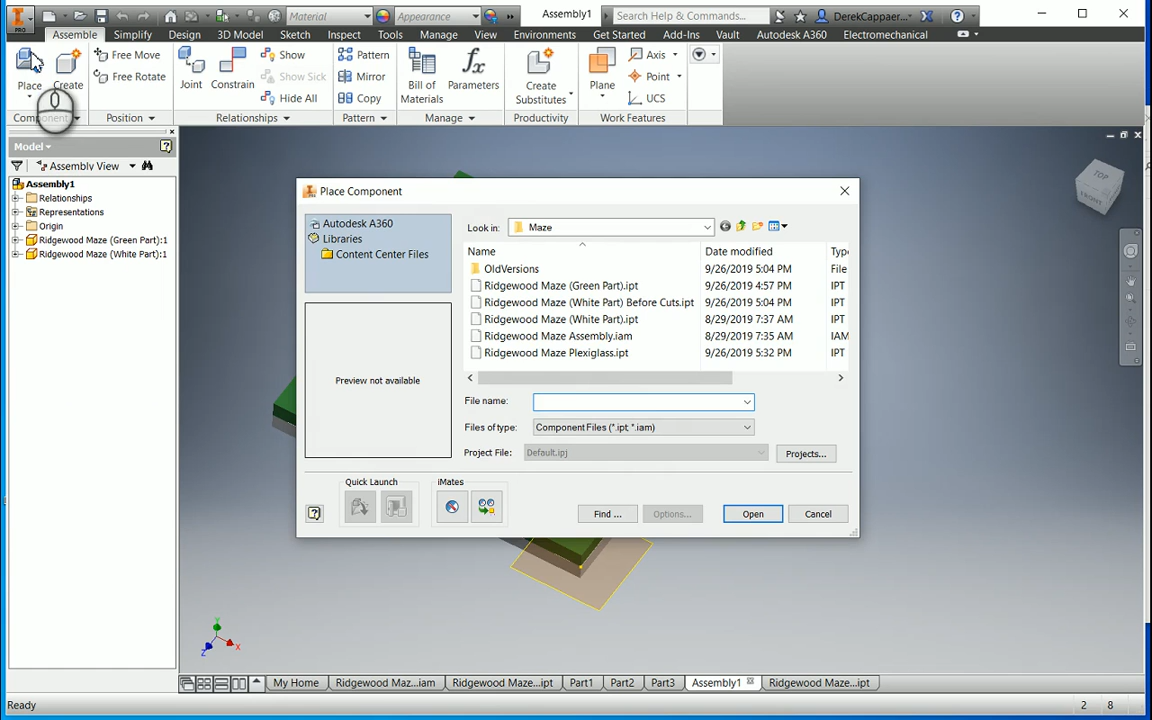 Material
Appearance
Assembly1
Search Help & Commands...
DerekCappaer...
PRO
Assemble Simplify Design 3D Model Sketch Inspect Tools Manage View Environments Get Started Add-Ins Vault Autodesk A360 Electromechanical
Place
Create
Free Move
Free Rotate
Joint
Constrain
Show
Show Sick
Hide All
Pattern
Mirror
Copy
Bill of
Materials
Parameters
Create
Substitutes
Plane
Axis
Point
UCS
Component Position Relationships Pattern Manage Productivity Work Features
Model
Assembly View
Assembly1
Relationships
Representations
Origin
Ridgewood Maze (Green Part):1
Ridgewood Maze (White Part):1
TOP
FRONT
Place Component
Autodesk A360
Libraries
Content Center Files
Preview not available
Look in: Maze
Name Date modified Type
OldVersions 9/26/2019 5:04 PM File
Ridgewood Maze (Green Part).ipt 9/26/2019 4:57 PM IPT
Ridgewood Maze (White Part) Before Cuts.ipt 9/26/2019 5:04 PM IPT
Ridgewood Maze (White Part).ipt 8/29/2019 7:37 AM IPT
Ridgewood Maze Assembly.iam 8/29/2019 7:35 AM IAM
Ridgewood Maze Plexiglass.ipt 9/26/2019 5:32 PM IPT
File name:
Files of type: Component Files (*.ipt; *.iam)
Project File: Default.ipj Projects...
Quick Launch iMates
Find ... Options... Open Cancel
X
Z
My Home Ridgewood Maz...iam Ridgewood Maze...ipt Part1 Part2 Part3 Assembly1 Ridgewood Maze...ipt
Ready 2 8